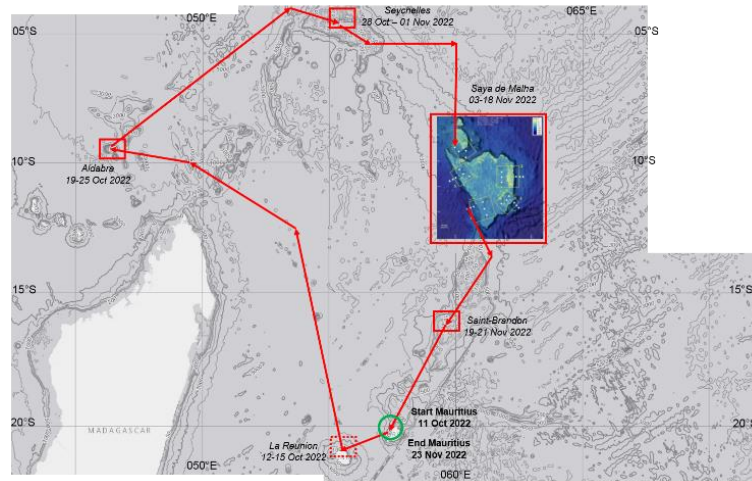 Seychelles
28 Oct – 01 Nov 2022
050°E
065°E
05°S
05°S
Saya de Malha
03-18 Nov 2022
10°S
10°S
Aldabra
19-25 Oct 2022
15°S
15°S
Saint-Brandon
19-21 Nov 2022
Start Mauritius
11 Oct 2022
20°S
20°S
MADAGASCAR
End Mauritius
23 Nov 2022
La Reunion
12-15 Oct 2022
050°E
060°E